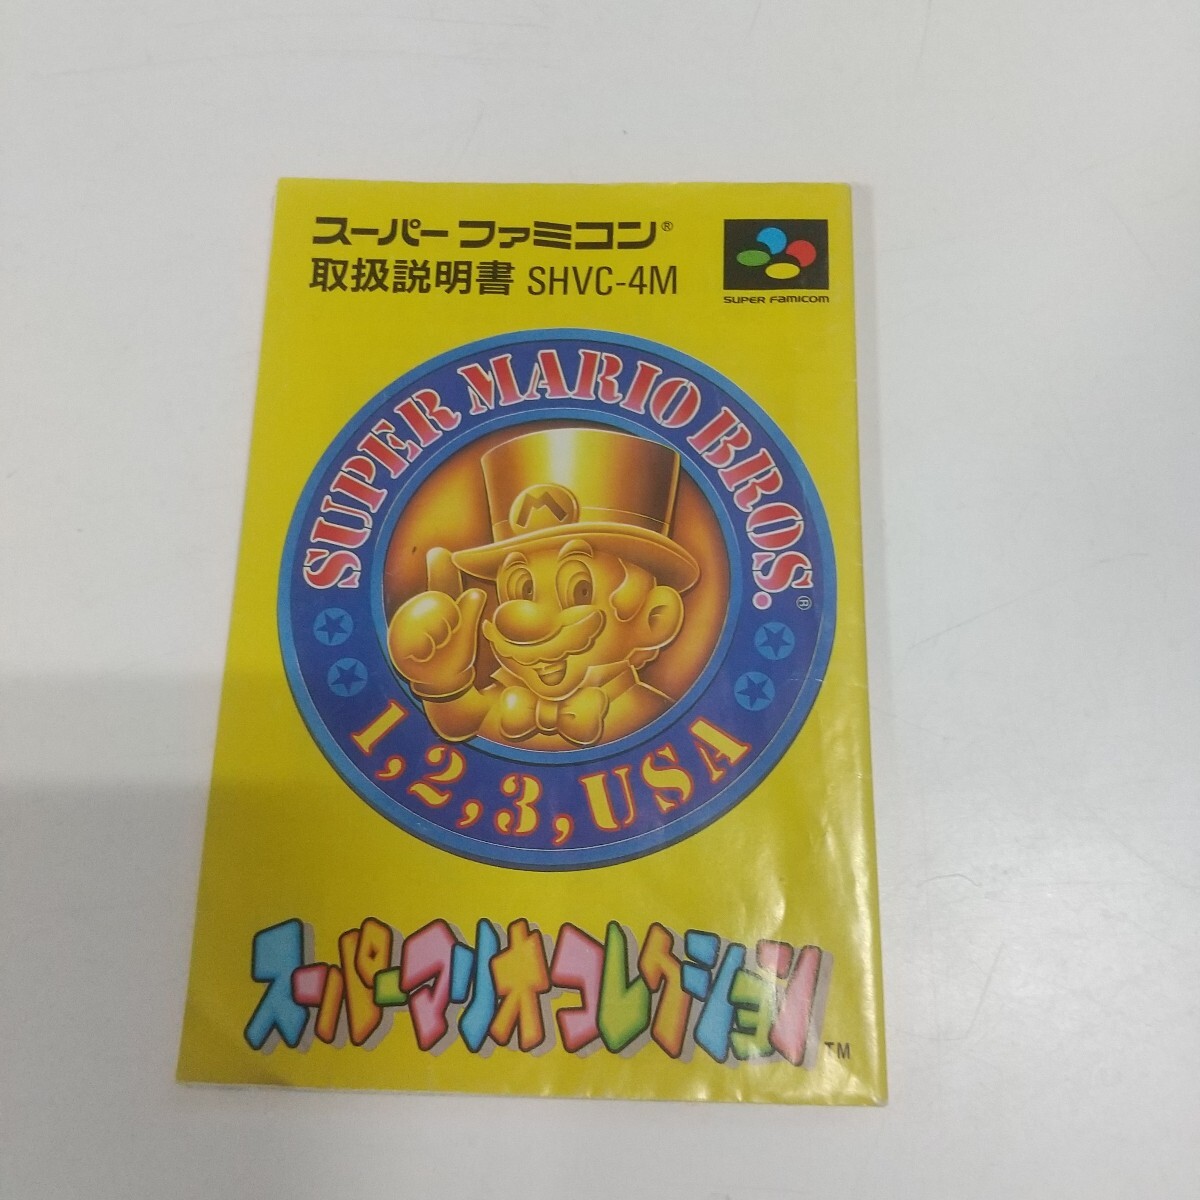 スーパーファミコン®
取扱説明書 SHVC-4M
SUPER FAMICOM
SUPER MARIO BROS.®
M
1,2,3,USA
スーパーマリオコレクション™